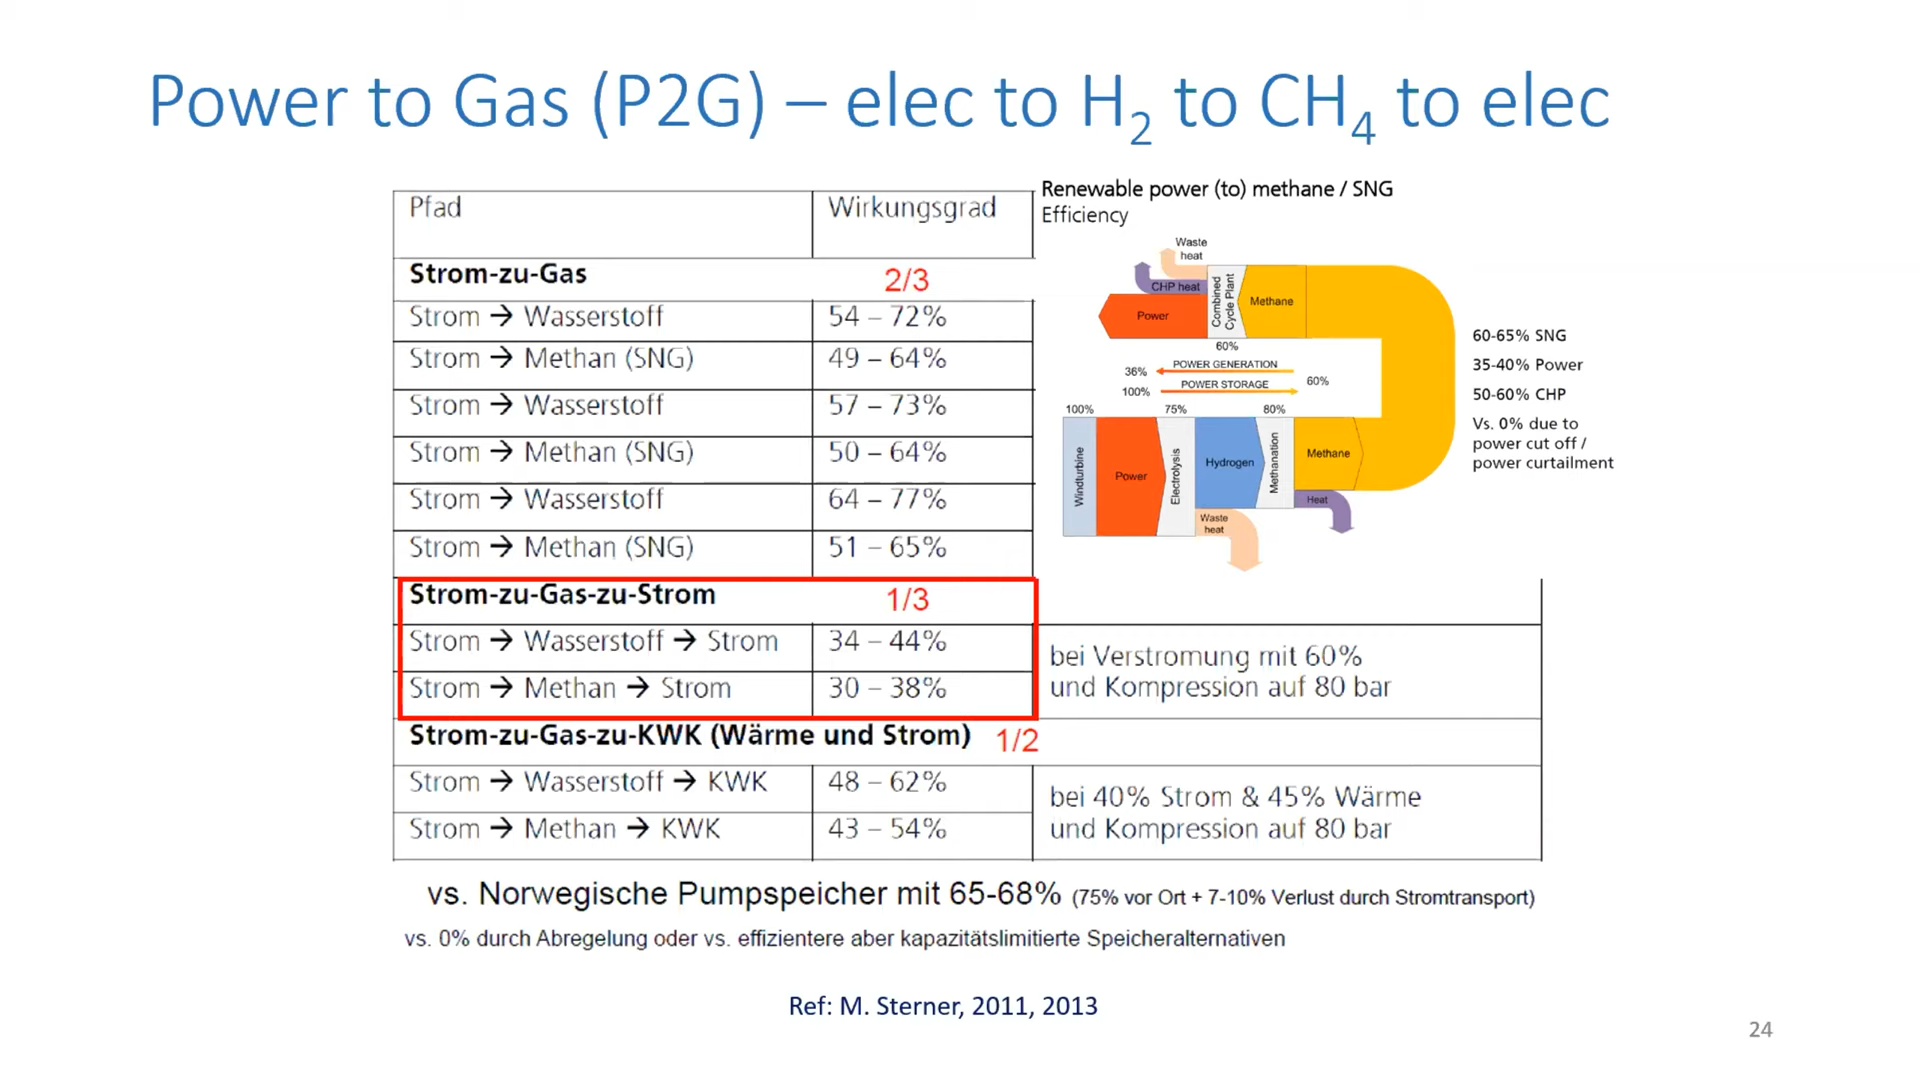 Power to Gas (P2G) – elec to H2 to CH4 to elec
Pfad Wirkungsgrad
Strom-zu-Gas 2/3
Strom → Wasserstoff 54 – 72%
Strom → Methan (SNG) 49 – 64%
Strom → Wasserstoff 57 – 73%
Strom → Methan (SNG) 50 – 64%
Strom → Wasserstoff 64 – 77%
Strom → Methan (SNG) 51 – 65%
Strom-zu-Gas-zu-Strom 1/3
Strom → Wasserstoff → Strom 34 – 44%
Strom → Methan → Strom 30 – 38%
bei Verstromung mit 60%
und Kompression auf 80 bar
Strom-zu-Gas-zu-KWK (Wärme und Strom) 1/2
Strom → Wasserstoff → KWK 48 – 62%
Strom → Methan → KWK 43 – 54%
bei 40% Strom & 45% Wärme
und Kompression auf 80 bar
Renewable power (to) methane / SNG
Efficiency
Waste
heat
CHP heat
Power
Combined
Cycle Plant
Methane
60%
36% POWER GENERATION
100% POWER STORAGE
60%
100% 75% 80%
Windturbine
Power
Electrolysis
Hydrogen
Methanation
Methane
Waste
heat
Heat
60-65% SNG
35-40% Power
50-60% CHP
Vs. 0% due to
power cut off /
power curtailment
vs. Norwegische Pumpspeicher mit 65-68% (75% vor Ort + 7-10% Verlust durch Stromtransport)
vs. 0% durch Abregelung oder vs. effizientere aber kapazitätslimitierte Speicheralternativen
Ref: M. Sterner, 2011, 2013
24